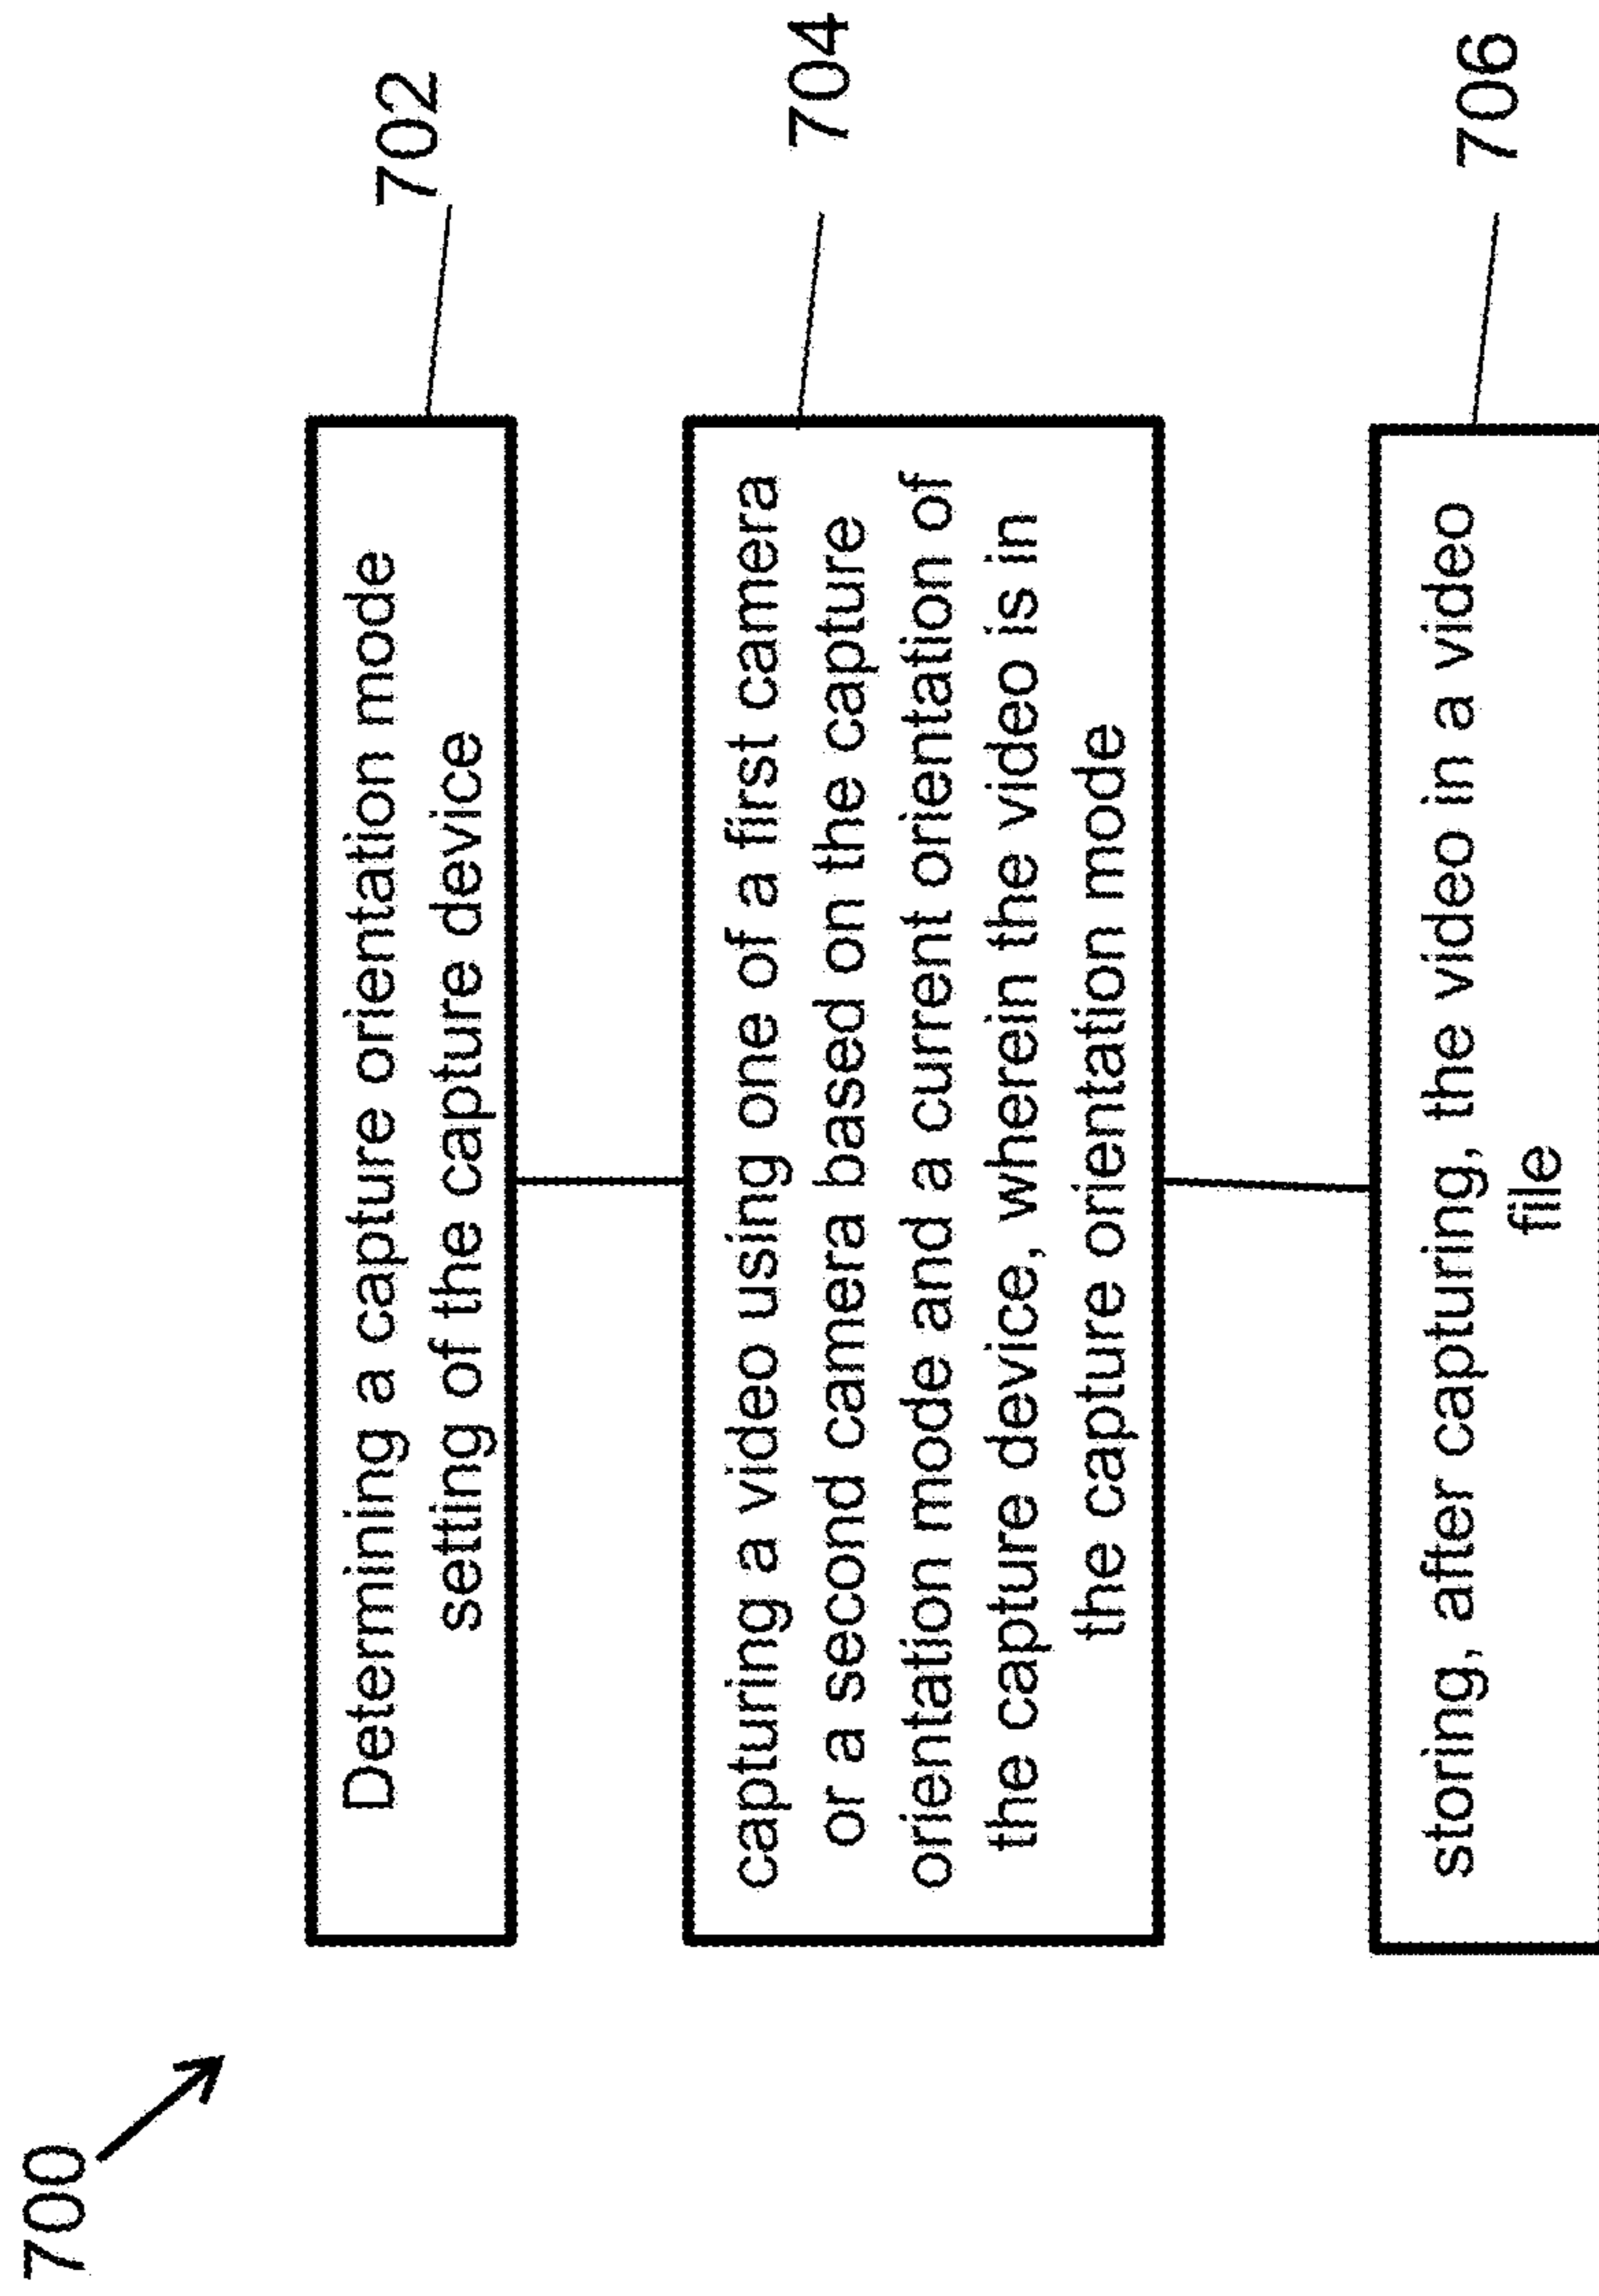 700
702
Determining a capture orientation mode
setting of the capture device
704
capturing a video using one of a first camera
or a second camera based on the capture
orientation mode and a current orientation of
the capture device, wherein the video is in
the capture orientation mode
706
storing, after capturing, the video in a video
file